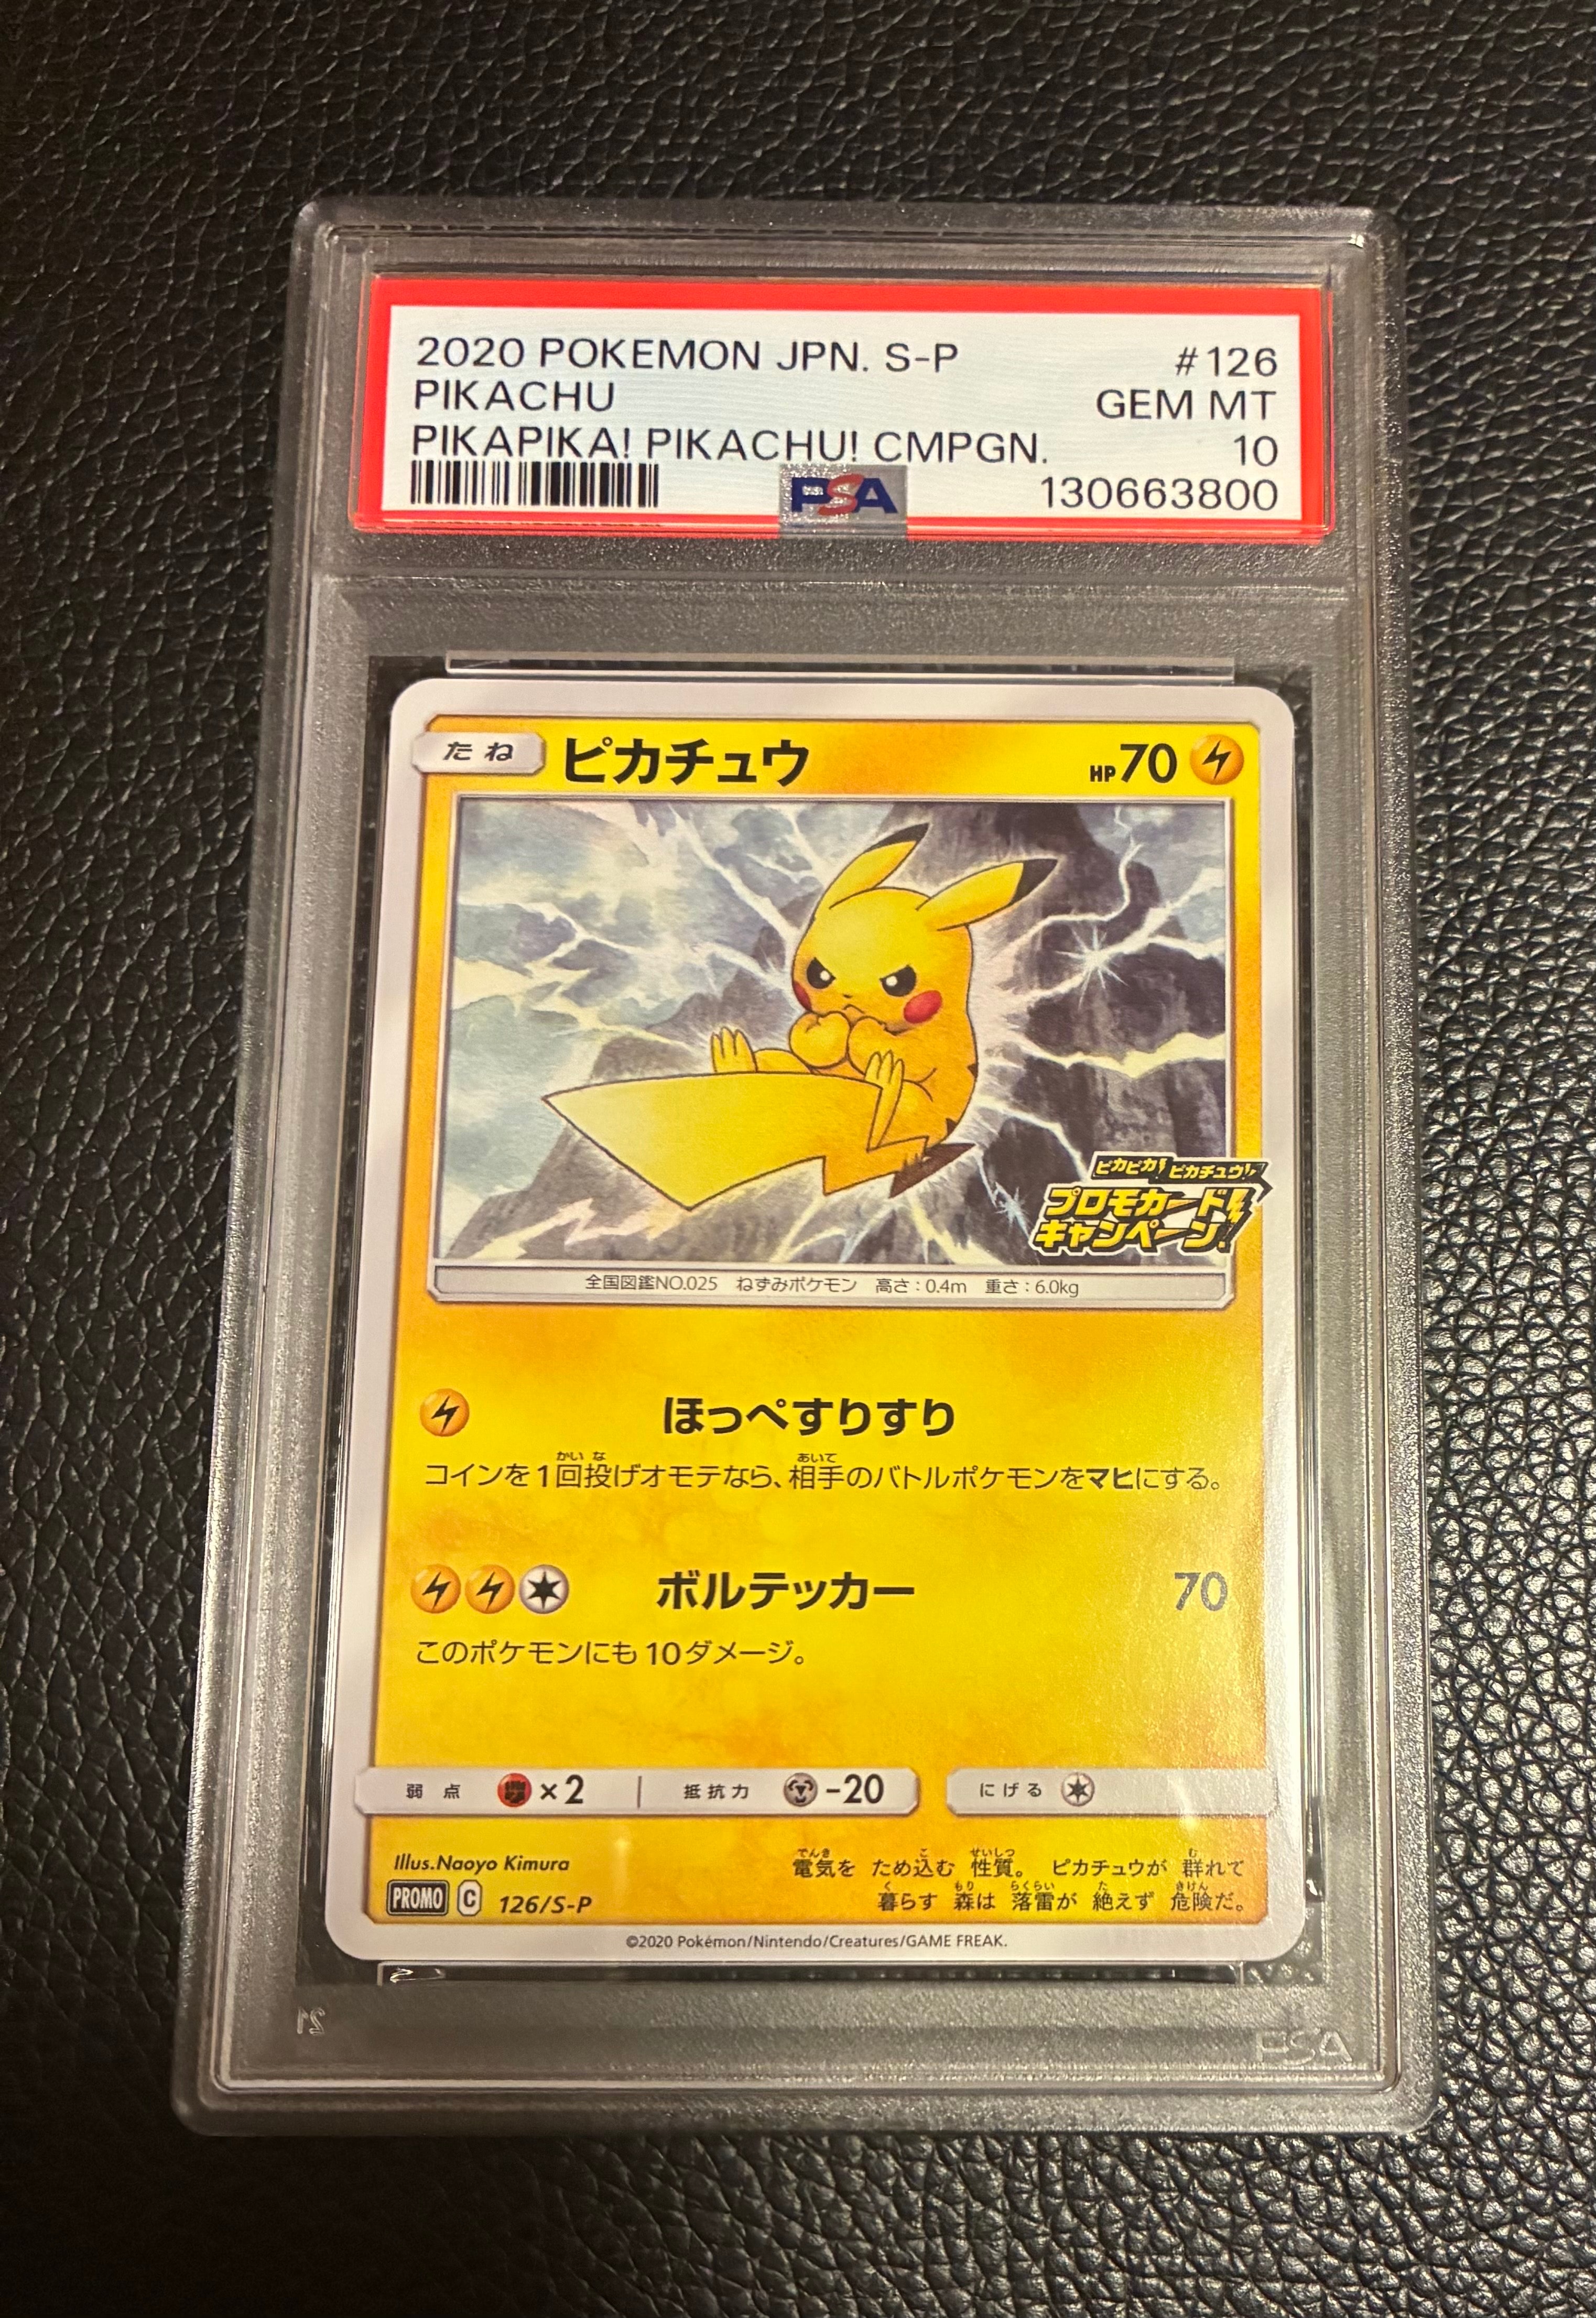 2020 POKEMON JPN. S-P #126
PIKACHU GEM MT
PIKAPIKA! PIKACHU! CMPGN. 10
PSA 130663800
たね ピカチュウ HP70
ピカピカ! ピカチュウ!
プロモカード
キャンペーン!
全国図鑑NO.025 ねずみポケモン 高さ:0.4m 重さ:6.0kg
ほっぺすりすり
コインを1回投げオモテなら、相手のバトルポケモンをマヒにする。
ボルテッカー 70
このポケモンにも10ダメージ。
弱点 ×2 抵抗力 -20 にげる
Illus.Naoyo Kimura
PROMO C 126/S-P
電気を ため込む 性質。 ピカチュウが 群れて
暮らす 森は 落雷が 絶えず 危険だ。
©2020 Pokémon/Nintendo/Creatures/GAME FREAK.
21
PSA